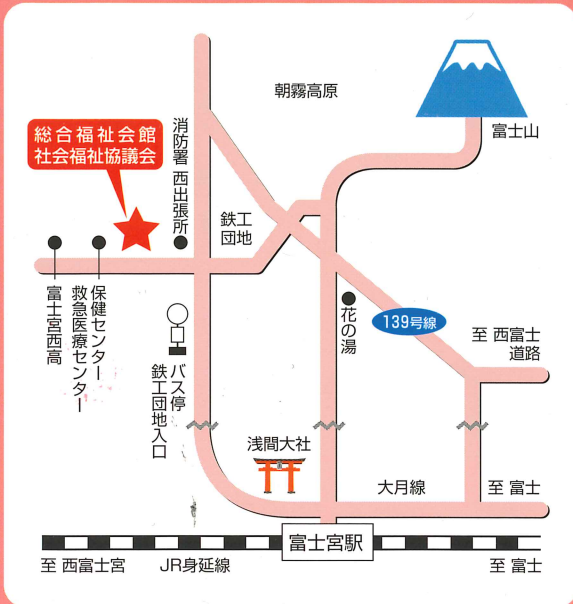 朝霧高原
富士山
総合福祉会館
社会福祉協議会
消防署 西出張所
鉄工
団地
富士宮西高
保健センター
救急医療センター
バス停
鉄工団地入口
花の湯
139号線
至 西富士
道路
浅間大社
大月線
至 富士
富士宮駅
至 西富士宮
JR身延線
至 富士